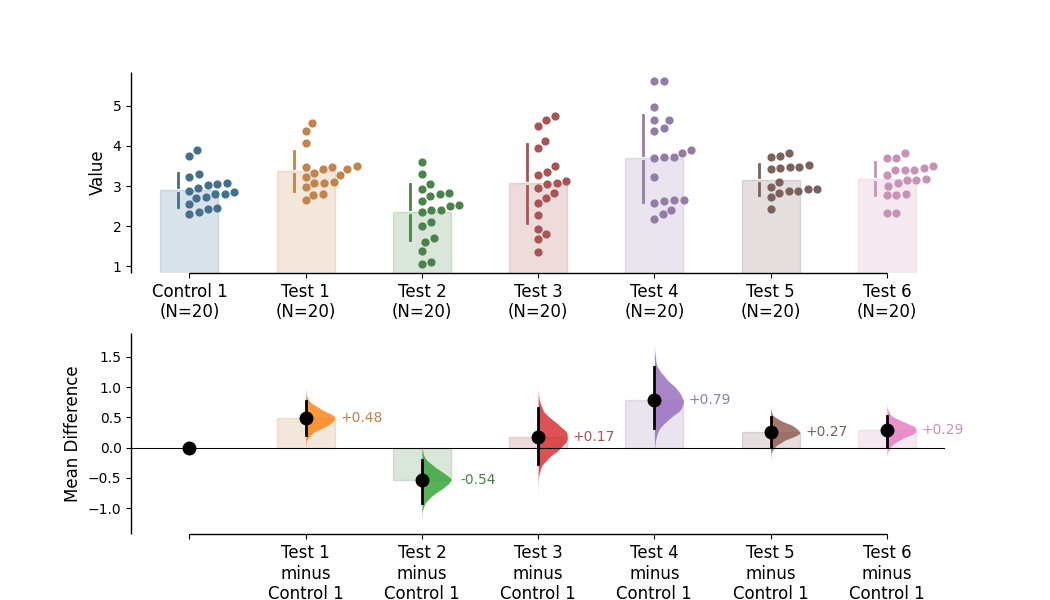 Value
5
4
3
2
1
Control 1 Test 1 Test 2 Test 3 Test 4 Test 5 Test 6
(N=20) (N=20) (N=20) (N=20) (N=20) (N=20) (N=20)
Mean Difference
1.5
1.0
0.5
0.0
−0.5
−1.0
+0.48
-0.54
+0.17
+0.79
+0.27
+0.29
Test 1 Test 2 Test 3 Test 4 Test 5 Test 6
minus minus minus minus minus minus
Control 1 Control 1 Control 1 Control 1 Control 1 Control 1